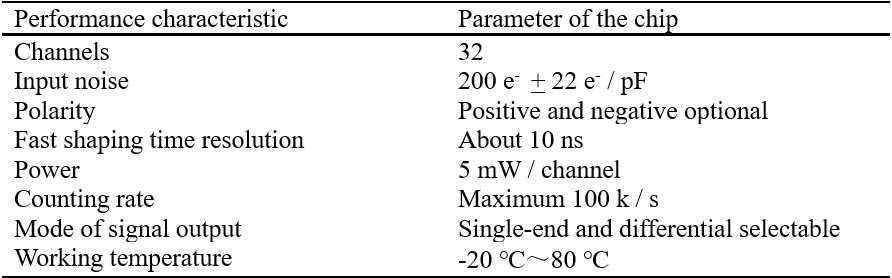 Performance characteristic Parameter of the chip
Channels 32
Input noise 200 e- ± 22 e- / pF
Polarity Positive and negative optional
Fast shaping time resolution About 10 ns
Power 5 mW / channel
Counting rate Maximum 100 k / s
Mode of signal output Single-end and differential selectable
Working temperature -20 ℃～80 ℃